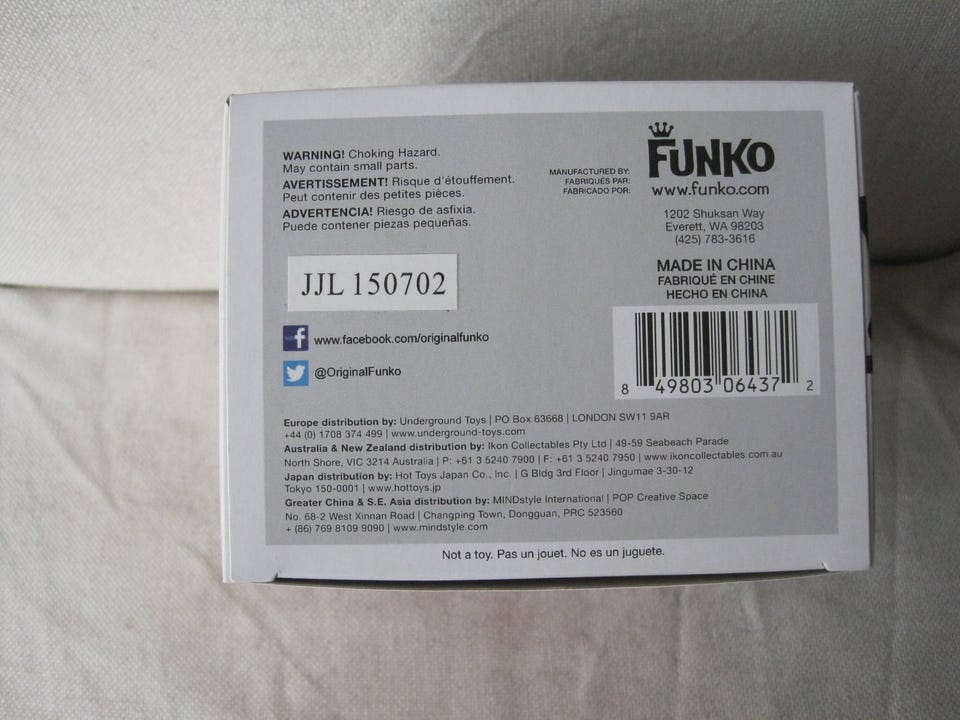 WARNING! Choking Hazard.
May contain small parts.
AVERTISSEMENT! Risque d'étouffement.
Peut contenir des petites pièces.
ADVERTENCIA! Riesgo de asfixia.
Puede contener piezas pequeñas.
MANUFACTURED BY:
FABRIQUÉS PAR:
FABRICADO POR:
FUNKO
www.funko.com
1202 Shuksan Way
Everett, WA 98203
(425) 783-3616
MADE IN CHINA
FABRIQUÉ EN CHINE
HECHO EN CHINA
JJL 150702
f www.facebook.com/originalfunko
@OriginalFunko
8 49803 06437 2
Europe distribution by: Underground Toys | PO Box 63668 | LONDON SW11 9AR
+44 (0) 1708 374 499 | www.underground-toys.com
Australia & New Zealand distribution by: Ikon Collectables Pty Ltd | 49-59 Seabeach Parade
North Shore, VIC 3214 Australia | P: +61 3 5240 7900 | F: +61 3 5240 7950 | www.ikoncollectables.com.au
Japan distribution by: Hot Toys Japan Co., Inc. | G Bldg 3rd Floor | Jingumae 3-30-12
Tokyo 150-0001 | www.hottoys.jp
Greater China & S.E. Asia distribution by: MINDstyle International | POP Creative Space
No. 68-2 West Xinnan Road | Changping Town, Dongguan, PRC 523560
+ (86) 769 8109 9090 | www.mindstyle.com
Not a toy. Pas un jouet. No es un juguete.